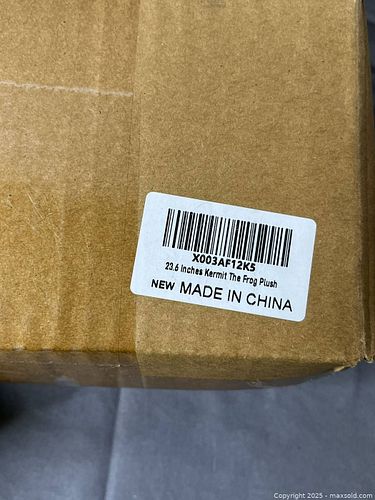 X003AF12K5
23.6 Inches Kermit The Frog Plush
NEW MADE IN CHINA
Copyright 2025 - maxsold.com